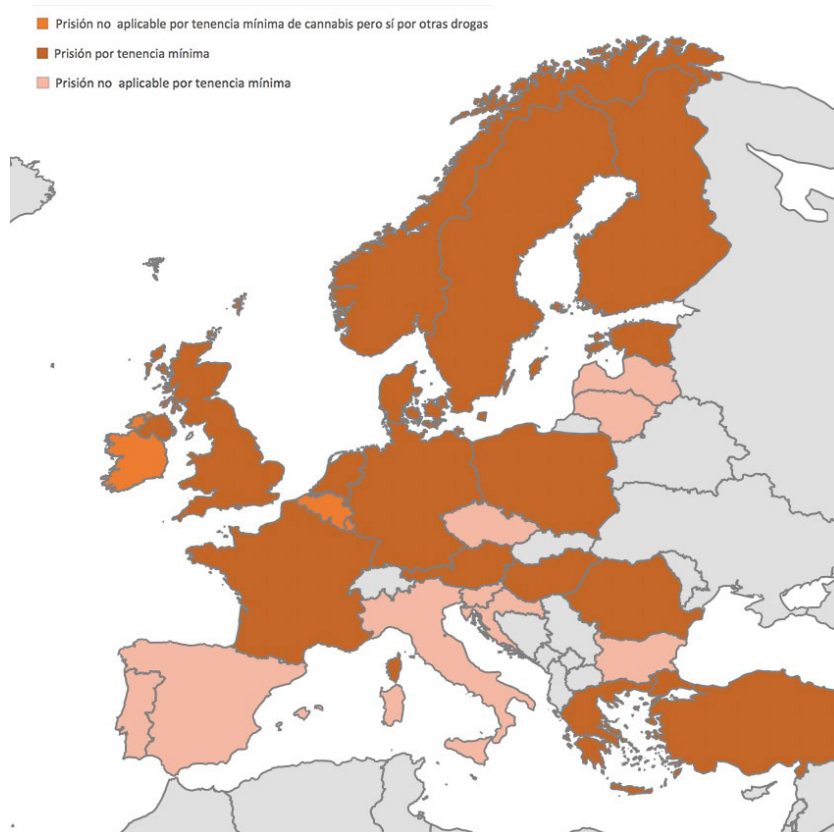 Prisión no aplicable por tenencia mínima de cannabis pero sí por otras drogas
Prisión por tenencia mínima
Prisión no aplicable por tenencia mínima